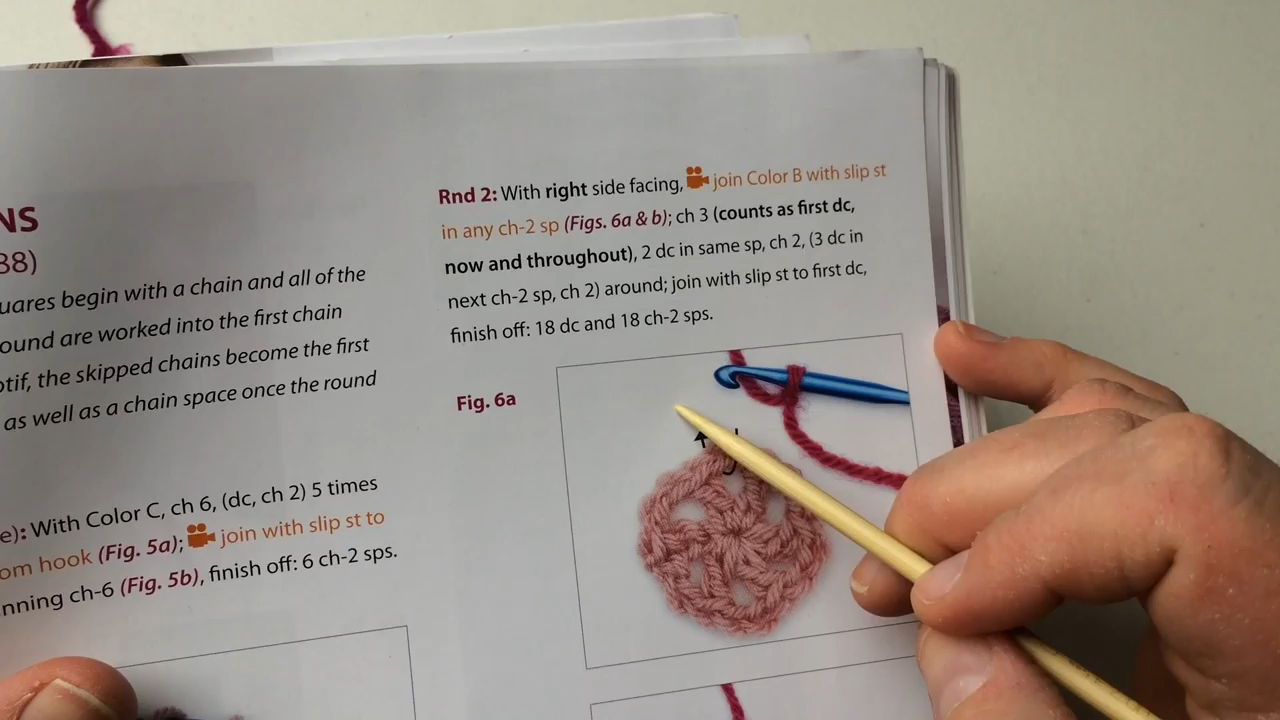 NS
38)
uares begin with a chain and all of the
ound are worked into the first chain
otif, the skipped chains become the first
as well as a chain space once the round
e): With Color C, ch 6, (dc, ch 2) 5 times
om hook (Fig. 5a); join with slip st to
nning ch-6 (Fig. 5b), finish off: 6 ch-2 sps.
Rnd 2: With right side facing, join Color B with slip st
in any ch-2 sp (Figs. 6a & b); ch 3 (counts as first dc,
now and throughout), 2 dc in same sp, ch 2, (3 dc in
next ch-2 sp, ch 2) around; join with slip st to first dc,
finish off: 18 dc and 18 ch-2 sps.
Fig. 6a